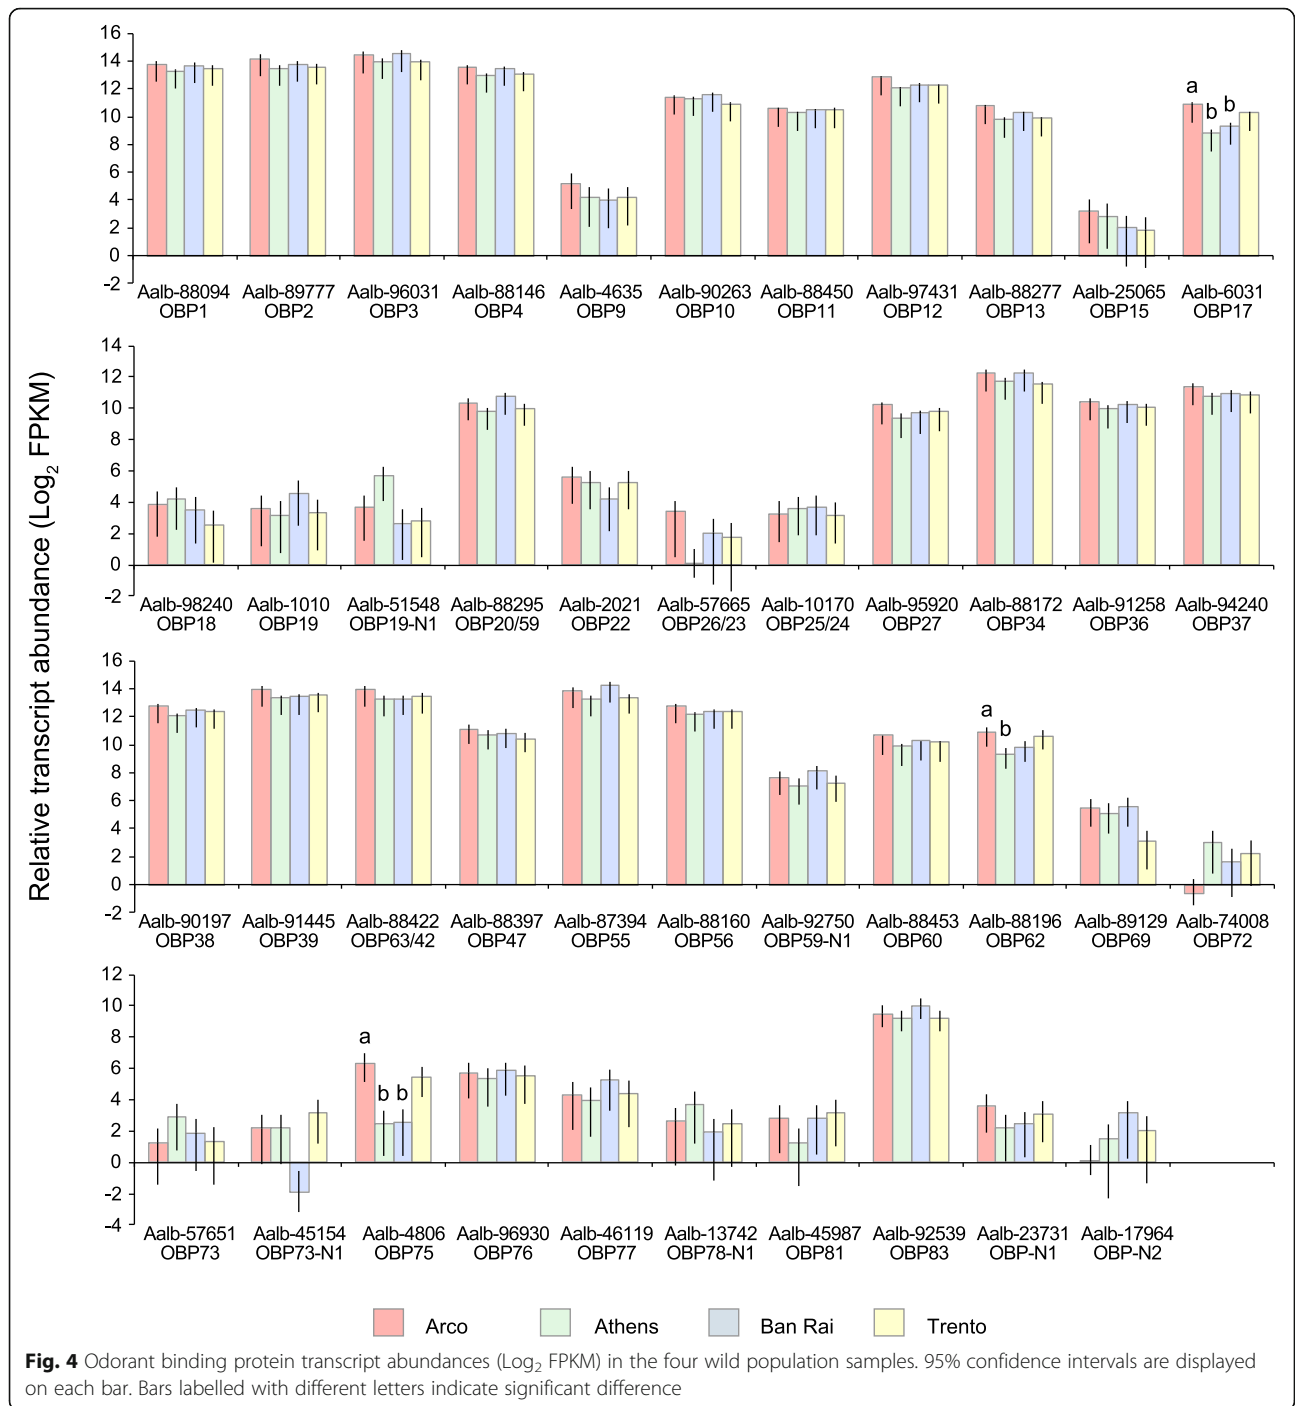 Relative transcript abundance (Log2 FPKM)
16
14
12
10
8
6
4
2
0
-2
a
b
b
Aalb-88094 Aalb-89777 Aalb-96031 Aalb-88146 Aalb-4635 Aalb-90263 Aalb-88450 Aalb-97431 Aalb-88277 Aalb-25065 Aalb-6031
OBP1 OBP2 OBP3 OBP4 OBP9 OBP10 OBP11 OBP12 OBP13 OBP15 OBP17
14
12
10
8
6
4
2
0
-2
Aalb-98240 Aalb-1010 Aalb-51548 Aalb-88295 Aalb-2021 Aalb-57665 Aalb-10170 Aalb-95920 Aalb-88172 Aalb-91258 Aalb-94240
OBP18 OBP19 OBP19-N1 OBP20/59 OBP22 OBP26/23 OBP25/24 OBP27 OBP34 OBP36 OBP37
16
14
12
10
8
6
4
2
0
-2
a
b
Aalb-90197 Aalb-91445 Aalb-88422 Aalb-88397 Aalb-87394 Aalb-88160 Aalb-92750 Aalb-88453 Aalb-88196 Aalb-89129 Aalb-74008
OBP38 OBP39 OBP63/42 OBP47 OBP55 OBP56 OBP59-N1 OBP60 OBP62 OBP69 OBP72
12
10
8
6
4
2
0
-2
-4
a
b b
Aalb-57651 Aalb-45154 Aalb-4806 Aalb-96930 Aalb-46119 Aalb-13742 Aalb-45987 Aalb-92539 Aalb-23731 Aalb-17964
OBP73 OBP73-N1 OBP75 OBP76 OBP77 OBP78-N1 OBP81 OBP83 OBP-N1 OBP-N2
Arco Athens Ban Rai Trento
Fig. 4 Odorant binding protein transcript abundances (Log2 FPKM) in the four wild population samples. 95% confidence intervals are displayed
on each bar. Bars labelled with different letters indicate significant difference